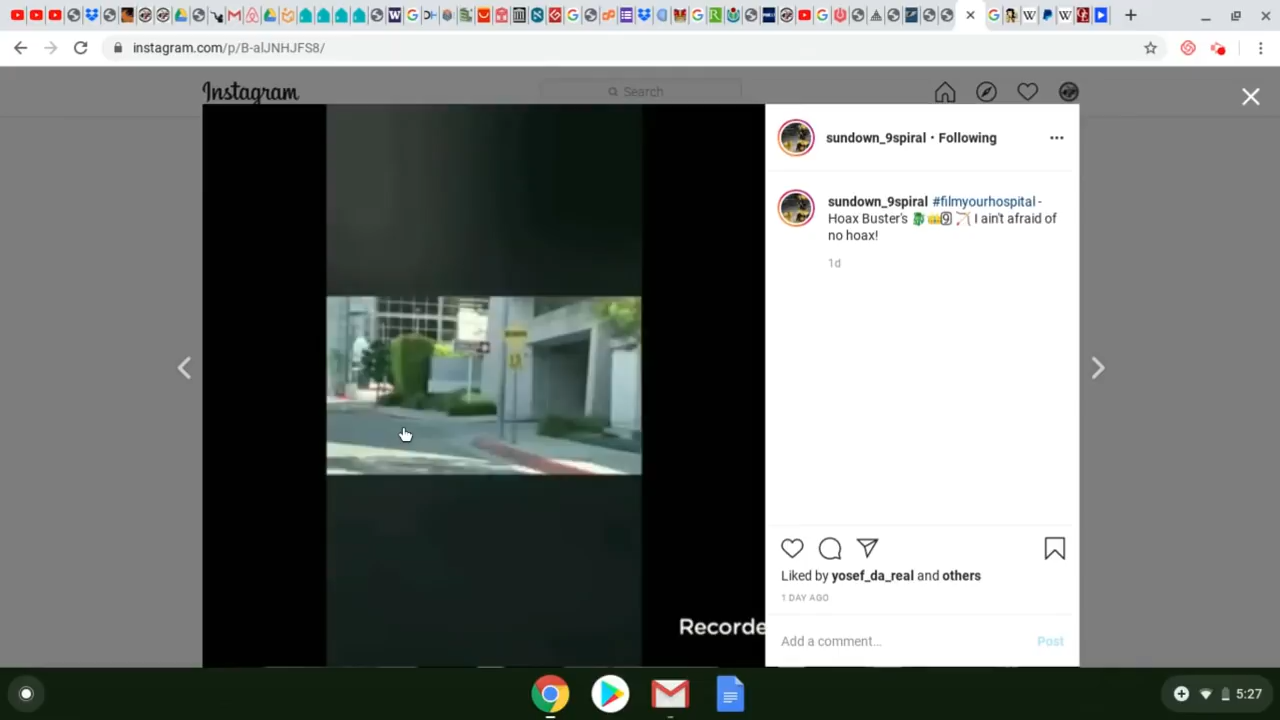 instagram.com/p/B-alJNHJFS8/
Instagram
Search
sundown_9spiral • Following
sundown_9spiral #filmyourhospital -
Hoax Buster's 🐉👑9️⃣ 🏹 I ain't afraid of
no hoax!
1d
Recorde
Liked by yosef_da_real and others
1 DAY AGO
Add a comment...
Post
5:27